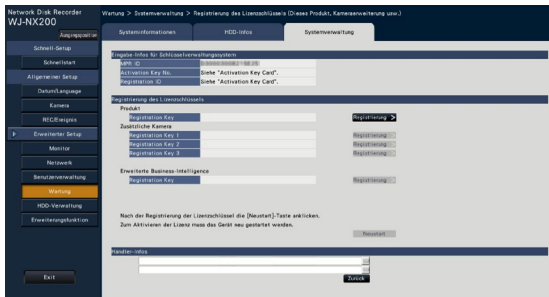 Network Disk Recorder
WJ-NX200
Ausgangsposition
Wartung > Systemverwaltung > Registrierung des Lizenzschlüssels (Dieses Produkt, Kameraerweiterung usw.)
Systeminformationen
HDD-Infos
Systemverwaltung
Schnell-Setup
Schnellstart
Allgemeiner Setup
Datum/Language
Kamera
REC/Ereignis
Erweiterter Setup
Monitor
Netzwerk
Benutzerverwaltung
Wartung
HDD-Verwaltung
Erweiterungsfunktion
Exit
Eingabe-Infos für Schlüsselverwaltungssystem
MPR ID
Activation Key No. Siehe "Activation Key Card".
Registration ID Siehe "Activation Key Card".
Registrierung des Lizenzschlüssels
Produkt
Registration Key Registrierung >
Zusätzliche Kamera
Registration Key 1 Registrierung
Registration Key 2 Registrierung
Registration Key 3 Registrierung
Erweiterte Business-Intelligence
Registration Key Registrierung
Nach der Registrierung der Lizenzschlüssel die [Neustart]-Taste anklicken.
Zum Aktivieren der Lizenz muss das Gerät neu gestartet werden.
Neustart
Händler-Infos
Zurück